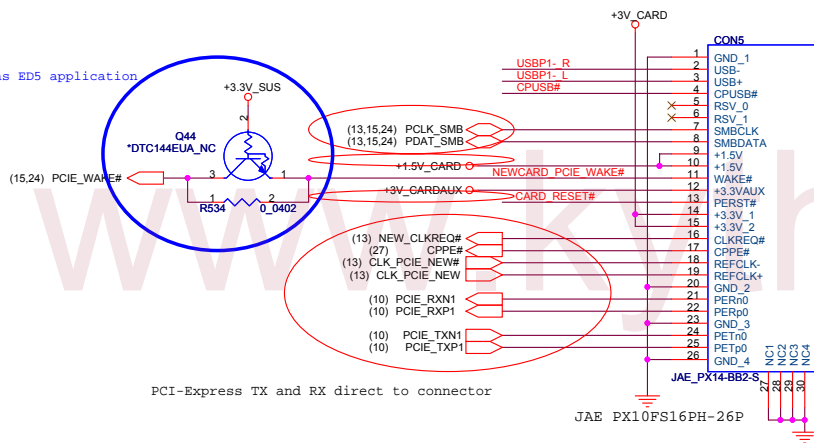 +3V_CARD
CON5
as ED5 application
+3.3V_SUS
2
Q44
*DTC144EUA_NC
(15,24) PCIE_WAKE#
3
1
1
2
R534
0_0402
USBP1-_R
USBP1-_L
CPUSB#
(13,15,24) PCLK_SMB
(13,15,24) PDAT_SMB
+1.5V_CARD
NEWCARD_PCIE_WAKE#
+3V_CARDAUX
CARD_RESET#
(13) NEW_CLKREQ#
(27) CPPE#
(13) CLK_PCIE_NEW#
(13) CLK_PCIE_NEW
(10) PCIE_RXN1
(10) PCIE_RXP1
(10) PCIE_TXN1
(10) PCIE_TXP1
1 GND_1
2 USB-
3 USB+
4 CPUSB#
5 RSV_0
6 RSV_1
7 SMBCLK
8 SMBDATA
9 +1.5V
10 +1.5V
11 WAKE#
12 +3.3VAUX
13 PERST#
14 +3.3V_1
15 +3.3V_2
16 CLKREQ#
17 CPPE#
18 REFCLK-
19 REFCLK+
20 GND_2
21 PERn0
22 PERp0
23 GND_3
24 PETn0
25 PETp0
26 GND_4
NC1
NC2
NC3
NC4
27
28
29
30
JAE_PX14-BB2-S
PCI-Express TX and RX direct to connector
JAE PX10FS16PH-26P
www.kyth